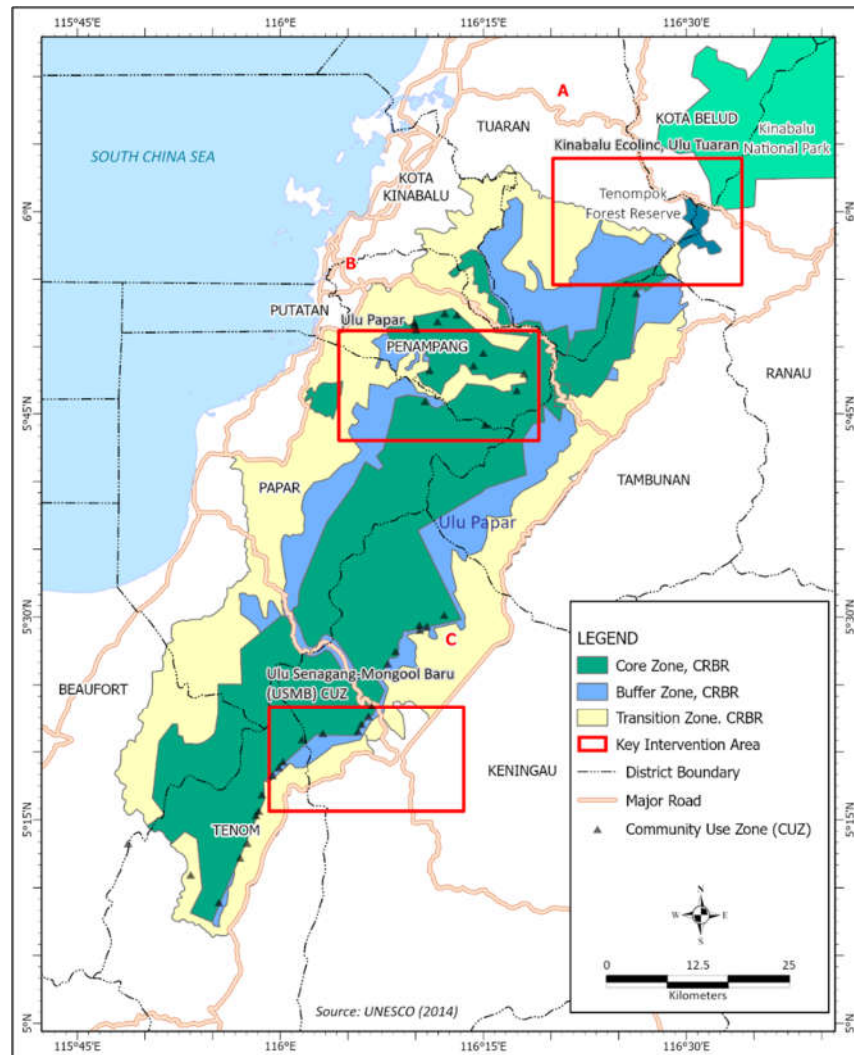 115°45'E
116°E
116°15'E
116°30'E
A
KOTA BELUD
TUARAN
Kinabalu
National Park
Kinabalu Ecolinc, Ulu Tuaran
SOUTH CHINA SEA
KOTA
KINABALU
Tenompok
Forest Reserve
6°N
6°N
B
PUTATAN
Ulu Papar
PENAMPANG
RANAU
5°45'N
5°45'N
TAMBUNAN
PAPAR
Ulu Papar
5°30'N
5°30'N
C
Ulu Senagang-Mongool Baru
(USMB) CUZ
BEAUFORT
KENINGAU
TENOM
5°15'N
5°15'N
LEGEND
Core Zone, CRBR
Buffer Zone, CRBR
Transition Zone. CRBR
Key Intervention Area
District Boundary
Major Road
Community Use Zone (CUZ)
N
W E
S
0 12.5 25
Kilometers
Source: UNESCO (2014)
5°N
5°N
115°45'E
116°E
116°15'E
116°30'E